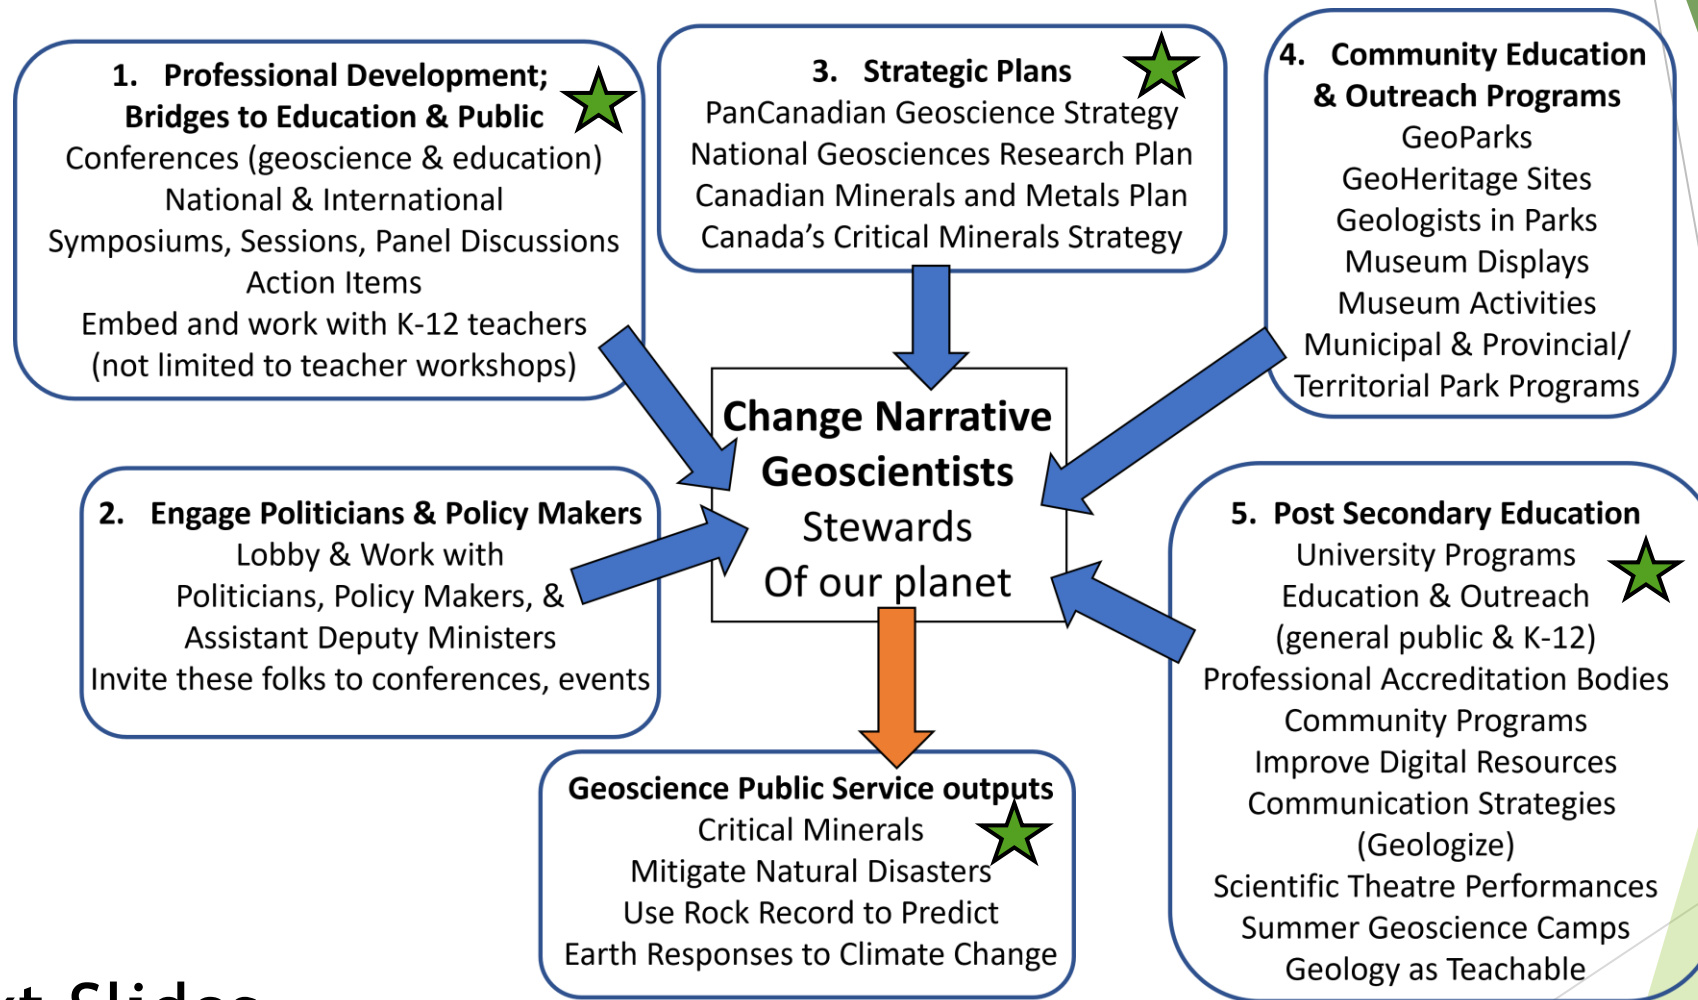 1. Professional Development;
Bridges to Education & Public
Conferences (geoscience & education)
National & International
Symposiums, Sessions, Panel Discussions
Action Items
Embed and work with K-12 teachers
(not limited to teacher workshops)
2. Engage Politicians & Policy Makers
Lobby & Work with
Politicians, Policy Makers, &
Assistant Deputy Ministers
Invite these folks to conferences, events
3. Strategic Plans
PanCanadian Geoscience Strategy
National Geosciences Research Plan
Canadian Minerals and Metals Plan
Canada's Critical Minerals Strategy
4. Community Education
& Outreach Programs
GeoParks
GeoHeritage Sites
Geologists in Parks
Museum Displays
Museum Activities
Municipal & Provincial/
Territorial Park Programs
5. Post Secondary Education
University Programs
Education & Outreach
(general public & K-12)
Professional Accreditation Bodies
Community Programs
Improve Digital Resources
Communication Strategies
(Geologize)
Scientific Theatre Performances
Summer Geoscience Camps
Geology as Teachable
Change Narrative
Geoscientists
Stewards
Of our planet
Geoscience Public Service outputs
Critical Minerals
Mitigate Natural Disasters
Use Rock Record to Predict
Earth Responses to Climate Change
Slides